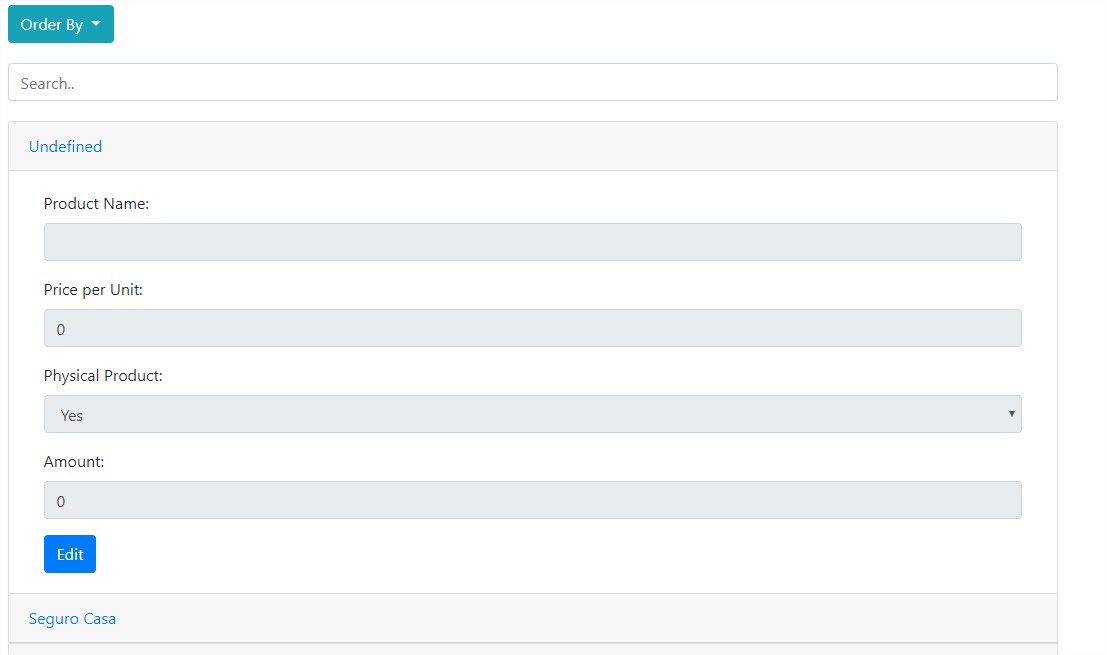 Order By
Search..
Undefined
Product Name:
Price per Unit:
0
Physical Product:
Yes
Amount:
0
Edit
Seguro Casa